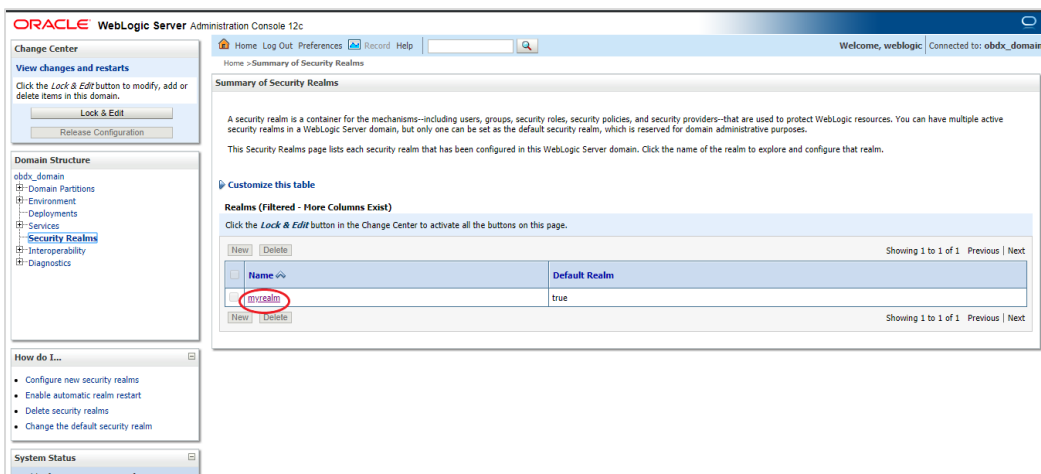 ORACLE WebLogic Server Administration Console 12c
Change Center
View changes and restarts
Click the Lock & Edit button to modify, add or
delete items in this domain.
Lock & Edit
Release Configuration
Domain Structure
obdx_domain
Domain Partitions
Environment
Deployments
Services
Security Realms
Interoperability
Diagnostics
How do I...
Configure new security realms
Enable automatic realm restart
Delete security realms
Change the default security realm
System Status
Home Log Out Preferences Record Help
Welcome, weblogic Connected to: obdx_domain
Home >Summary of Security Realms
Summary of Security Realms
A security realm is a container for the mechanisms--including users, groups, security roles, security policies, and security providers--that are used to protect WebLogic resources. You can have multiple active
security realms in a WebLogic Server domain, but only one can be set as the default security realm, which is reserved for domain administrative purposes.
This Security Realms page lists each security realm that has been configured in this WebLogic Server domain. Click the name of the realm to explore and configure that realm.
Customize this table
Realms (Filtered - More Columns Exist)
Click the Lock & Edit button in the Change Center to activate all the buttons on this page.
New Delete Showing 1 to 1 of 1 Previous | Next
Name Default Realm
myrealm true
New Delete Showing 1 to 1 of 1 Previous | Next